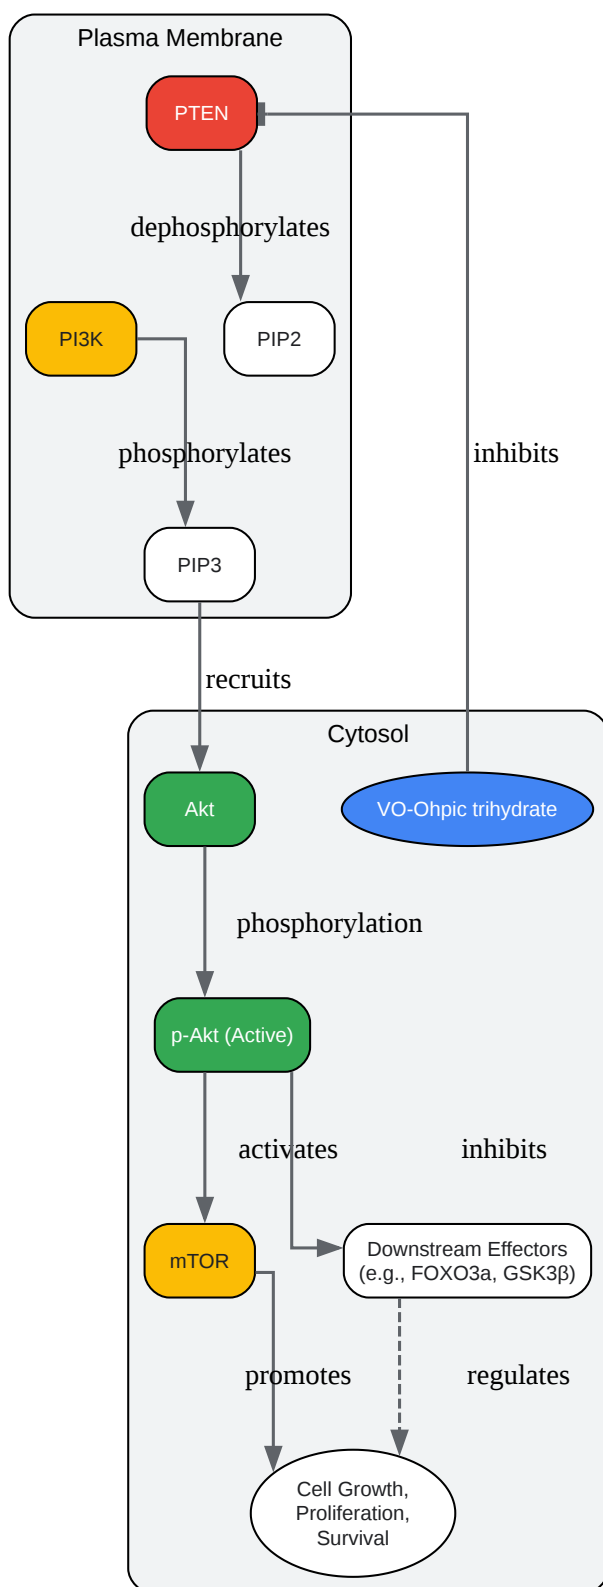 Plasma Membrane
PTEN
dephosphorylates
PI3K
PIP2
phosphorylates
inhibits
PIP3
recruits
Cytosol
Akt
VO-Ohpic trihydrate
phosphorylation
p-Akt (Active)
activates
inhibits
mTOR
Downstream Effectors
(e.g., FOXO3a, GSK3β)
promotes
regulates
Cell Growth,
Proliferation,
Survival